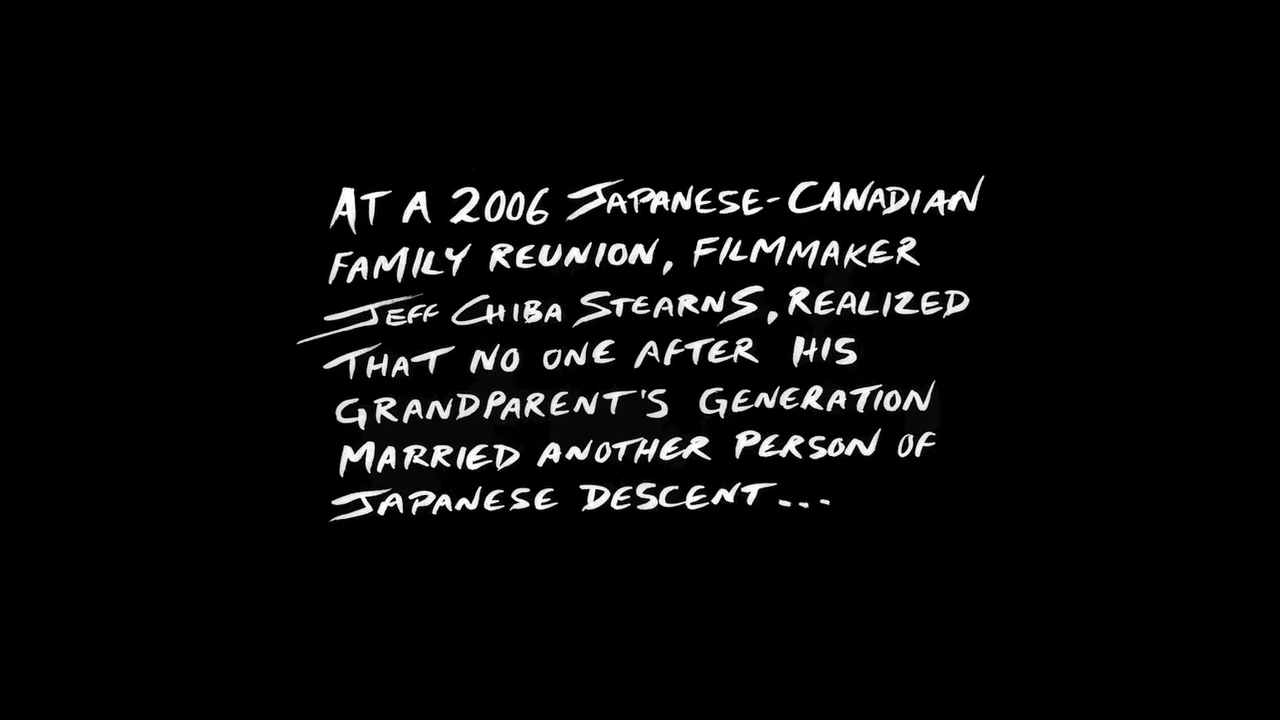 AT A 2006 JAPANESE-CANADIAN
FAMILY REUNION, FILMMAKER
JEFF CHIBA STEARNS, REALIZED
THAT NO ONE AFTER HIS
GRANDPARENT'S GENERATION
MARRIED ANOTHER PERSON OF
JAPANESE DESCENT...